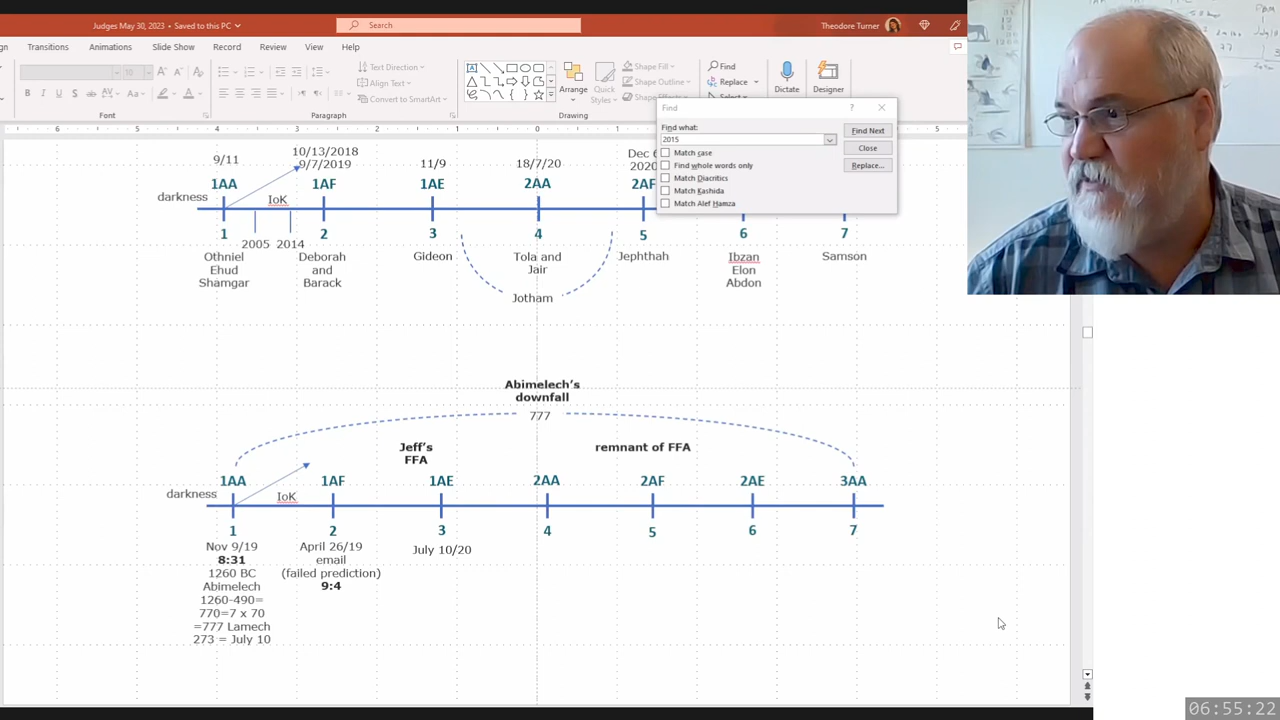 Judges May 30, 2023 • Saved to this PC
Search
Theodore Turner
Transitions
Animations
Slide Show
Record
Review
View
Help
Text Direction
Align Text
Convert to SmartArt
Font
Paragraph
Arrange
Quick Styles
Shape Fill
Shape Outline
Drawing
Find
Replace
Dictate
Designer
Find
Find what:
2015
Match case
Find whole words only
Match Diacritics
Match Kashida
Match Alef Hamza
Find Next
Close
Replace...
9/11
10/13/2018
9/7/2019
11/9
18/7/20
Dec
2020
1AA
1AF
1AE
2AA
2AF
darkness
IoK
1
2
3
4
5
6
7
2005
2014
Othniel
Ehud
Shamgar
Deborah
and
Barack
Gideon
Tola and
Jair
Jotham
Jephthah
Ibzan
Elon
Abdon
Samson
Abimelech's
downfall
777
Jeff's
FFA
remnant of FFA
1AA
1AF
1AE
2AA
2AF
2AE
3AA
darkness
IoK
1
2
3
4
5
6
7
Nov 9/19
8:31
1260 BC
Abimelech
1260-490=
770=7 x 70
=777 Lamech
273 = July 10
April 26/19
email
(failed prediction)
9:4
July 10/20
06:55:22